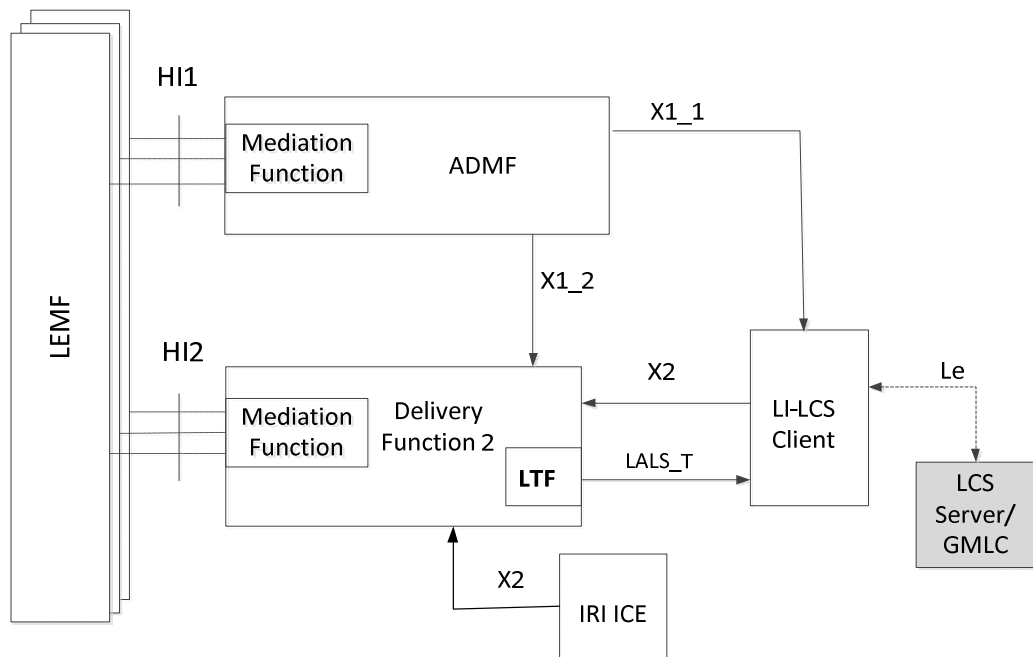 HI1
X1_1
Mediation
Function
ADMF
X1_2
LEMF
HI2
X2
Le
Mediation
Function
Delivery
Function 2
LI-LCS
Client
LTF
LALS_T
LCS
Server/
GMLC
X2
IRI ICE